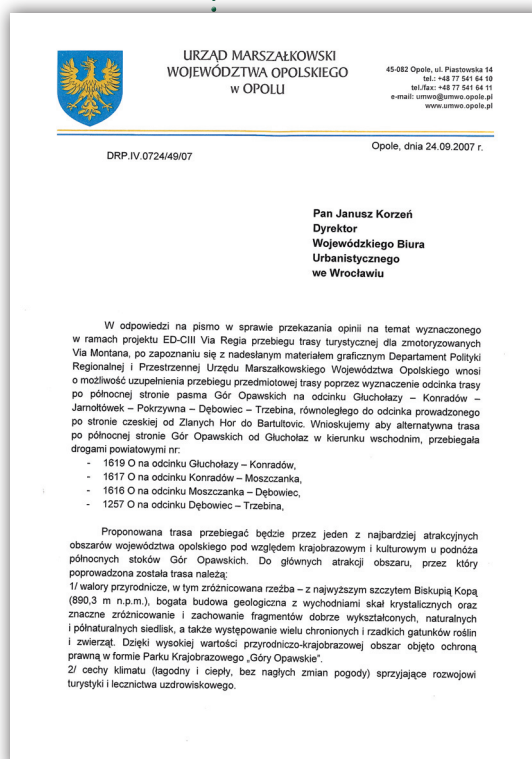 URZĄD MARSZAŁKOWSKI
WOJEWÓDZTWA OPOLSKIEGO
w OPOLU
45-082 Opole, ul. Piastowska 14
tel.: +48 77 541 64 10
tel./fax: +48 77 541 64 11
e-mail: umwo@umwo.opole.pl
www.umwo.opole.pl
DRP.IV.0724/49/07
Opole, dnia 24.09.2007 r.
Pan Janusz Korzeń
Dyrektor
Wojewódzkiego Biura
Urbanistycznego
we Wrocławiu
W odpowiedzi na pismo w sprawie przekazania opinii na temat wyznaczonego
w ramach projektu ED-CIII Via Regia przebiegu trasy turystycznej dla zmotoryzowanych
Via Montana, po zapoznaniu się z nadesłanym materiałem graficznym Departament Polityki
Regionalnej i Przestrzennej Urzędu Marszałkowskiego Województwa Opolskiego wnosi
o możliwość uzupełnienia przebiegu przedmiotowej trasy poprzez wyznaczenie odcinka trasy
po północnej stronie pasma Gór Opawskich na odcinku Głuchołazy – Konradów –
Jarnołtówek – Pokrzywna – Dębowiec – Trzebina, równoległego do odcinka prowadzonego
po stronie czeskiej od Zlanych Hor do Bartultovic. Wnioskujemy aby alternatywna trasa
po północnej stronie Gór Opawskich od Głuchołaz w kierunku wschodnim, przebiegała
drogami powiatowymi nr:
- 1619 O na odcinku Głuchołazy – Konradów,
- 1617 O na odcinku Konradów – Moszczanka,
- 1616 O na odcinku Moszczanka – Dębowiec,
- 1257 O na odcinku Dębowiec – Trzebina,
Proponowana trasa przebiegać będzie przez jeden z najbardziej atrakcyjnych
obszarów województwa opolskiego pod względem krajobrazowym i kulturowym u podnóża
północnych stoków Gór Opawskich. Do głównych atrakcji obszaru, przez który
poprowadzona została trasa należą:
1/ walory przyrodnicze, w tym zróżnicowana rzeźba – z najwyższym szczytem Biskupią Kopą
(890,3 m n.p.m.), bogata budowa geologiczna z wychodniami skał krystalicznych oraz
znaczne zróżnicowanie i zachowanie fragmentów dobrze wykształconych, naturalnych
i półnaturalnych siedlisk, a także występowanie wielu chronionych i rzadkich gatunków roślin
i zwierząt. Dzięki wysokiej wartości przyrodniczo-krajobrazowej obszar objęto ochroną
prawną w formie Parku Krajobrazowego „Góry Opawskie”.
2/ cechy klimatu (łagodny i ciepły, bez nagłych zmian pogody) sprzyjające rozwojowi
turystyki i lecznictwa uzdrowiskowego.